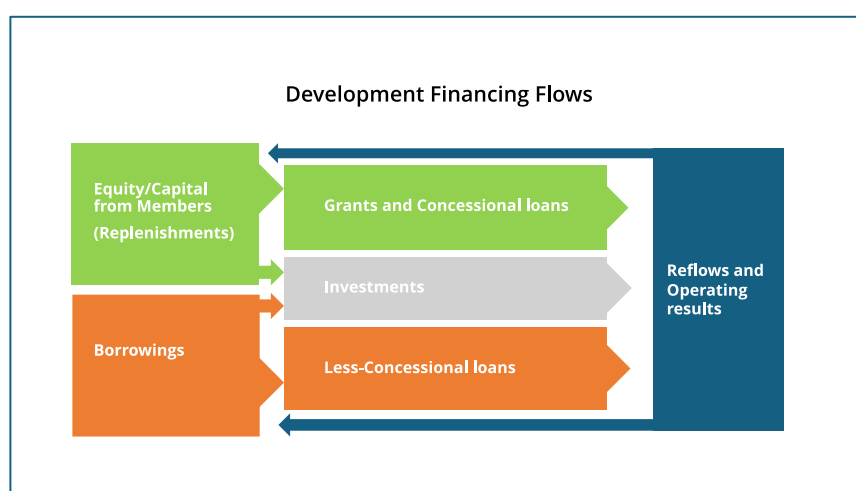 Development Financing Flows
Equity/Capital
from Members
(Replenishments)
Grants and Concessional loans
Investments
Reflows and
Operating
results
Borrowings
Less-Concessional loans